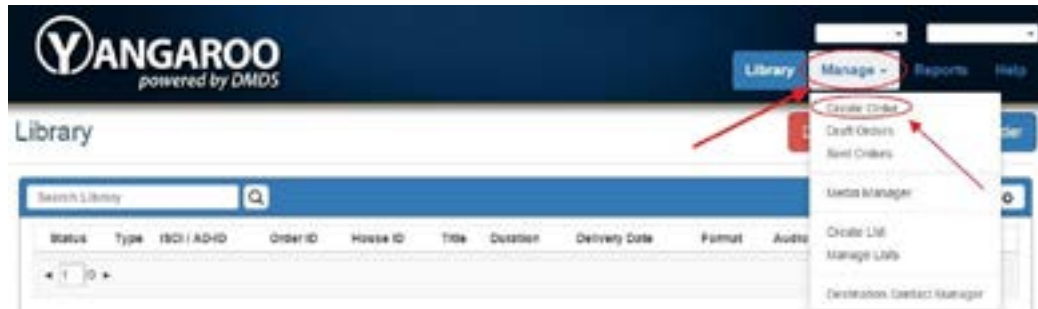 YANGAROO
powered by DMDS
Library Manage Reports Help
Library
Create Order
Draft Orders
Sent Orders
Media Manager
Create List
Manage Lists
Destination Contact Manager
Search Library
Status Type ISCI / AD-ID Order ID House ID Title Duration Delivery Date Format Audio
1